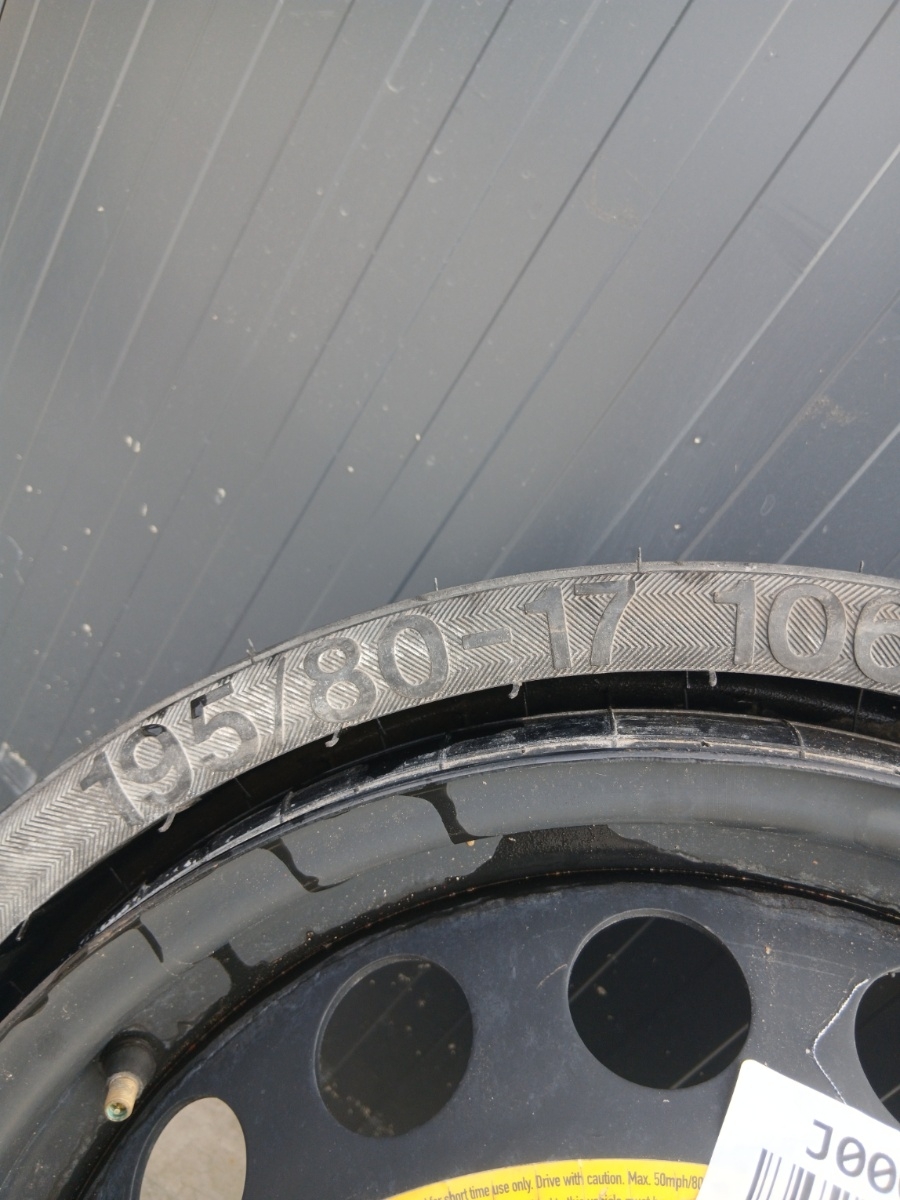 195/80-17 106
short time use only. Drive with caution. Max. 50mph/80
J00